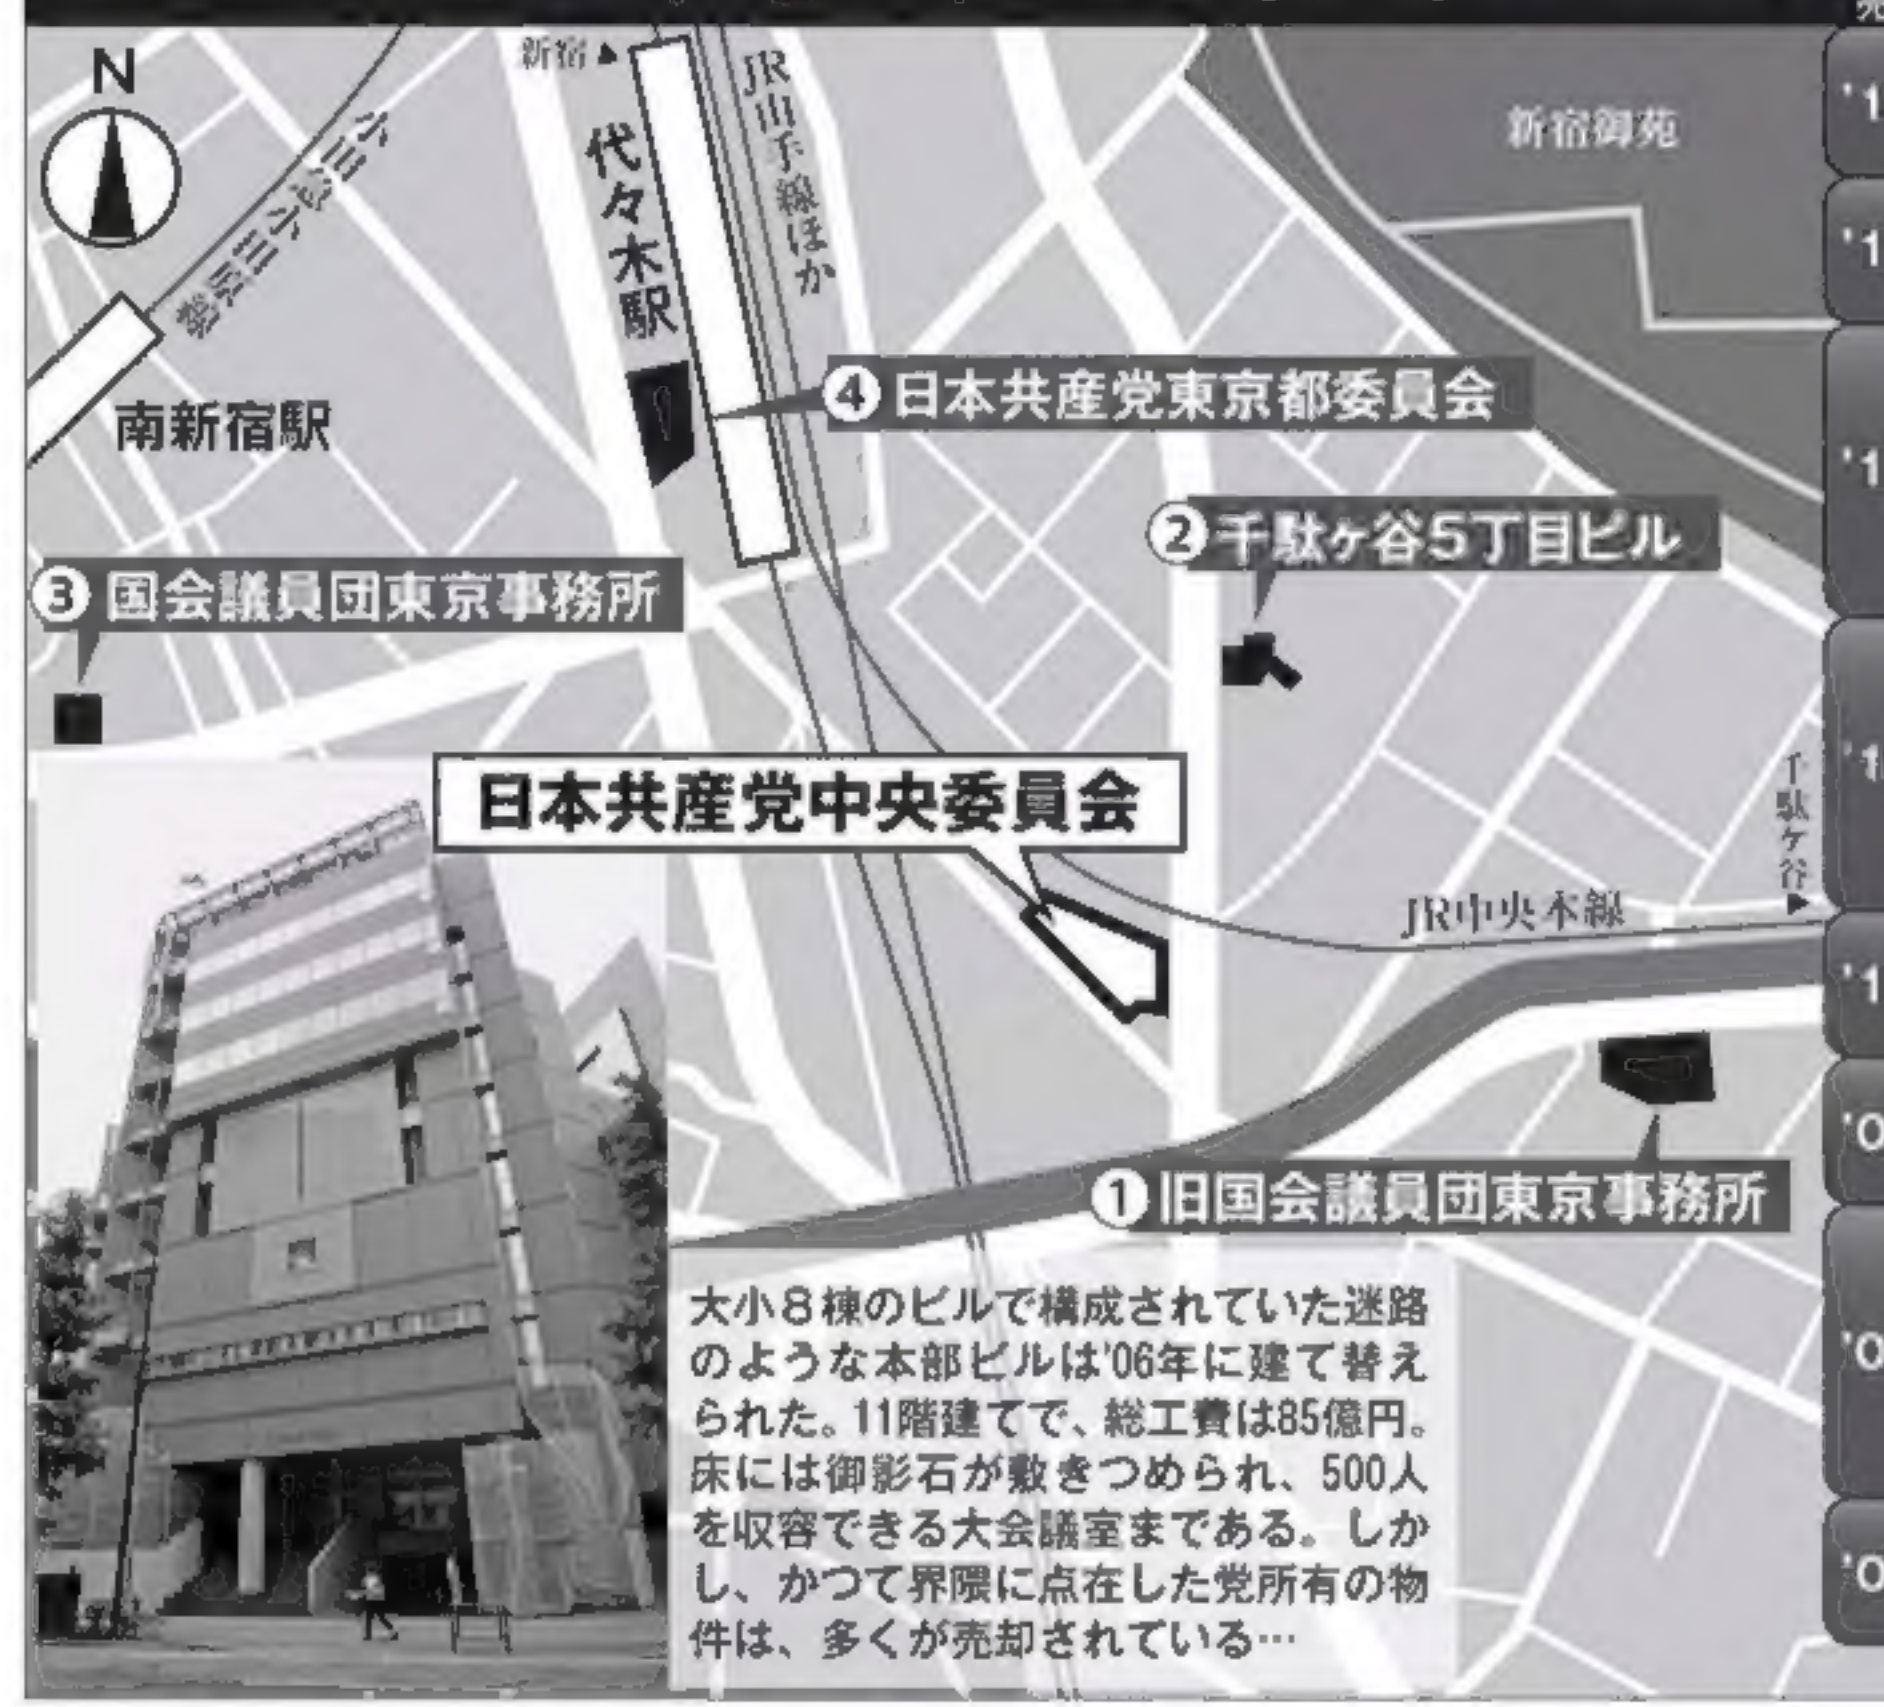 N
新宿▲
JR山手線ほか
新宿御苑
小田急小田原線
代々木駅
南新宿駅
④日本共産党東京都委員会
②千駄ヶ谷5丁目ビル
③国会議員団東京事務所
日本共産党中央委員会
千駄ケ谷▶
JR中央本線
①旧国会議員団東京事務所
大小8棟のビルで構成されていた迷路
のような本部ビルは'06年に建て替え
られた。11階建てで、総工費は85億円。
床には御影石が敷きつめられ、500人
を収容できる大会議室まである。しか
し、かつて界隈に点在した党所有の物
件は、多くが売却されている…
'1
'1
'1
'1
'0
'0
'0